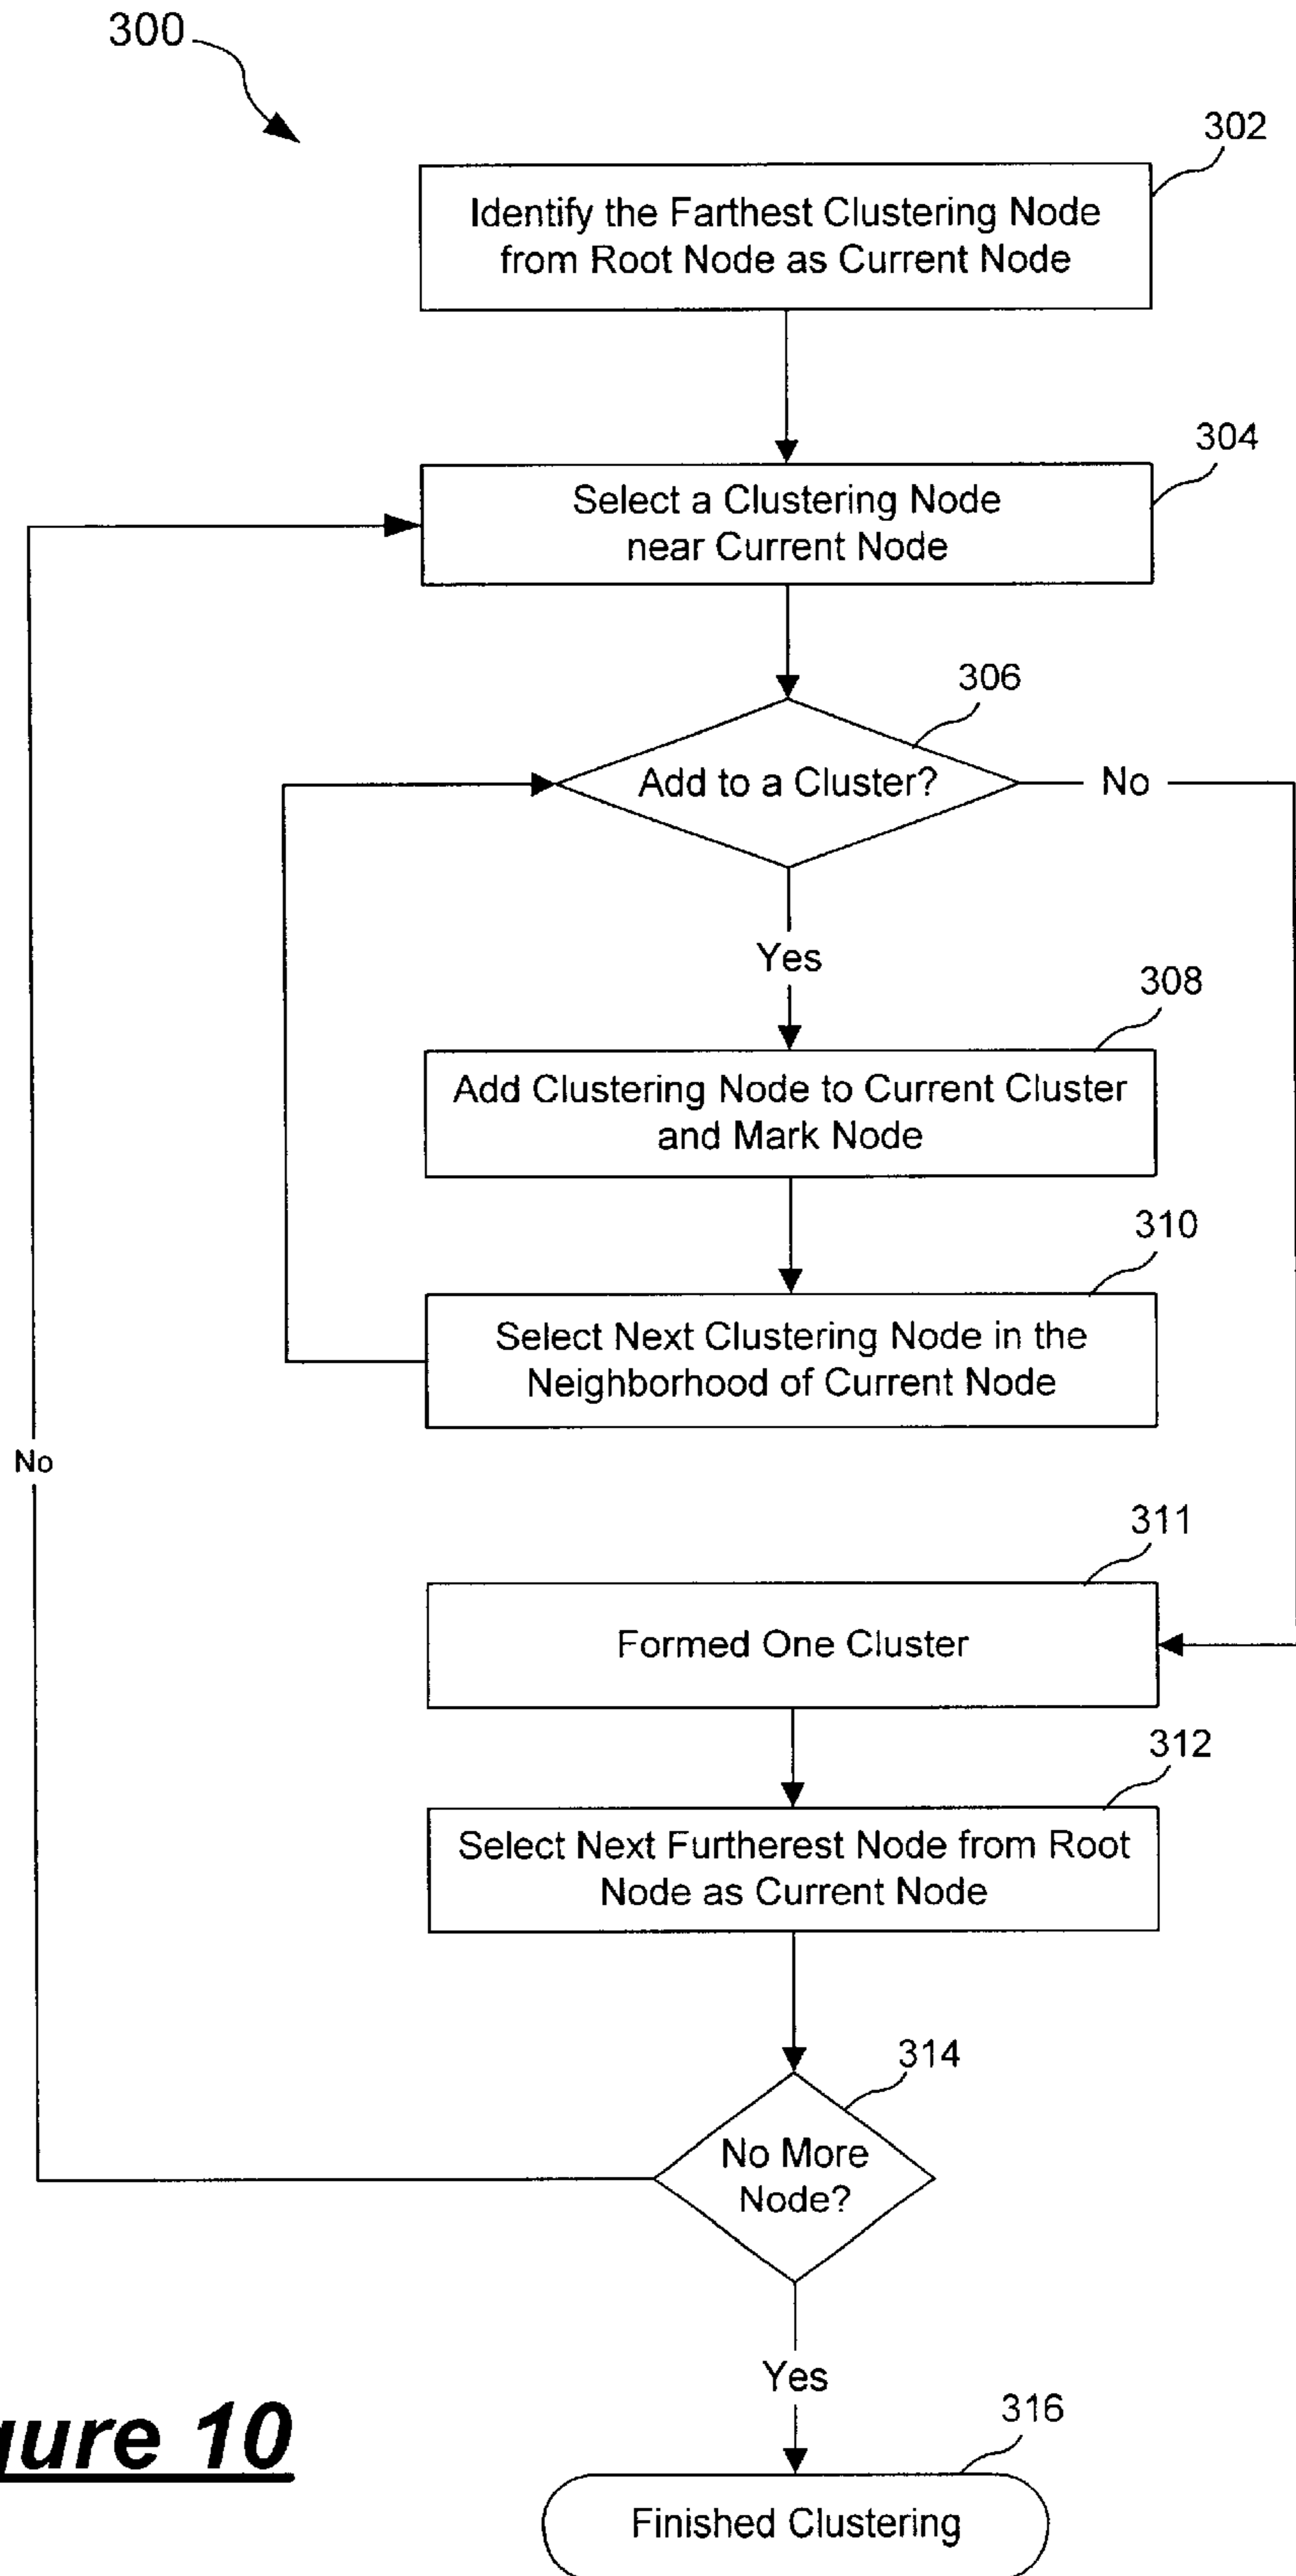 300
302
Identify the Farthest Clustering Node
from Root Node as Current Node
304
Select a Clustering Node
near Current Node
306
Add to a Cluster?
No
Yes
308
Add Clustering Node to Current Cluster
and Mark Node
310
Select Next Clustering Node in the
Neighborhood of Current Node
No
311
Formed One Cluster
312
Select Next Furtherest Node from Root
Node as Current Node
314
No More
Node?
Yes
gure 10
316
Finished Clustering